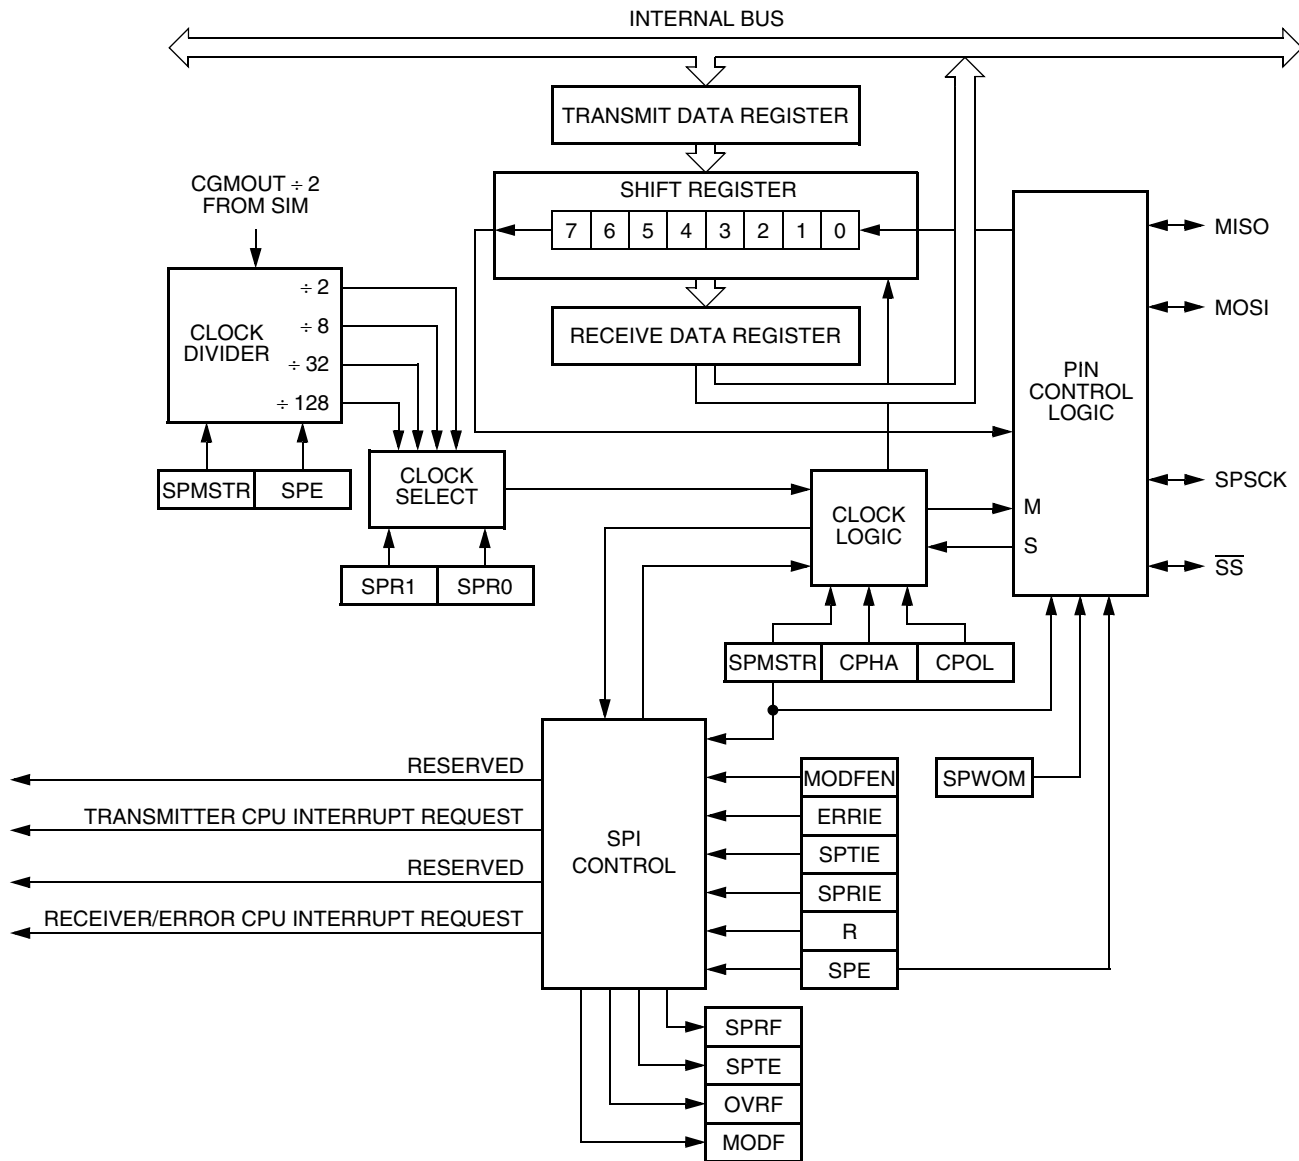 INTERNAL BUS
TRANSMIT DATA REGISTER
CGMOUT ÷ 2
FROM SIM
SHIFT REGISTER
7 6 5 4 3 2 1 0
MISO
÷ 2
÷ 8
÷ 32
÷ 128
CLOCK
DIVIDER
RECEIVE DATA REGISTER
MOSI
PIN
CONTROL
LOGIC
SPMSTR SPE
CLOCK
SELECT
CLOCK
LOGIC
M
S
SPSCK
SS
SPR1 SPR0
SPMSTR CPHA CPOL
RESERVED
TRANSMITTER CPU INTERRUPT REQUEST
RESERVED
RECEIVER/ERROR CPU INTERRUPT REQUEST
SPI
CONTROL
MODFEN
ERRIE
SPTIE
SPRIE
R
SPE
SPWOM
SPRF
SPTE
OVRF
MODF